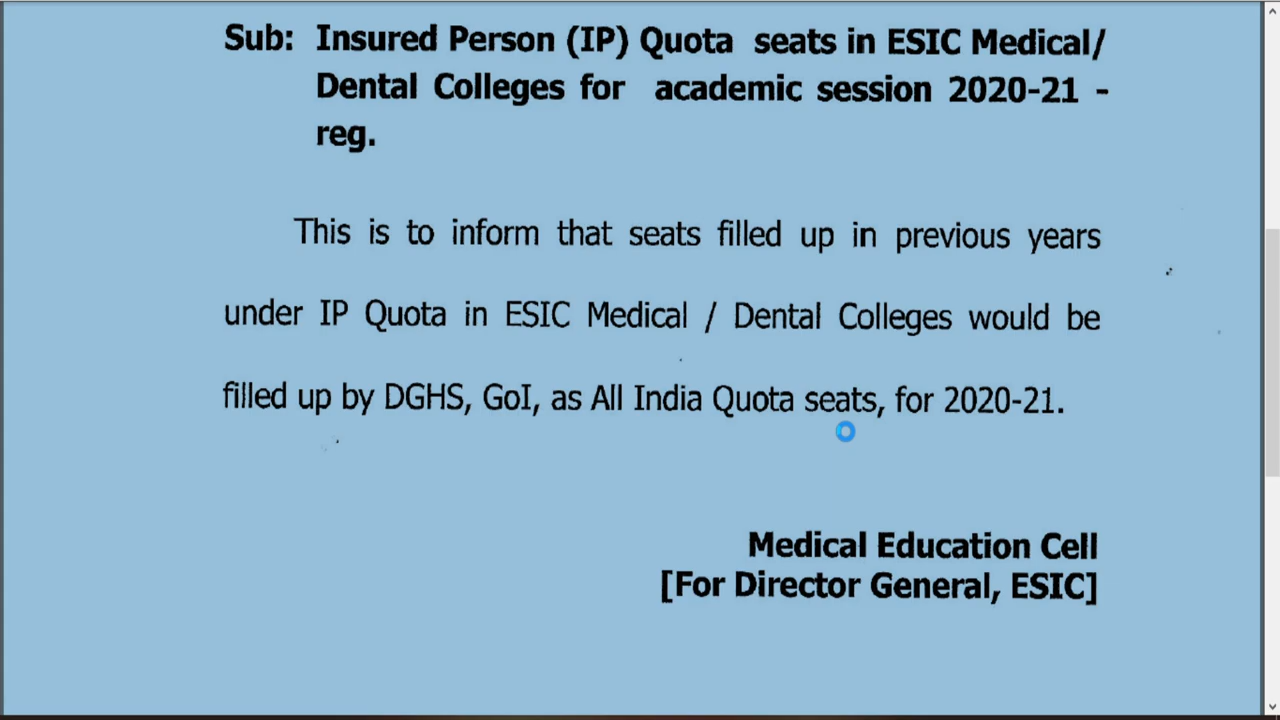 Sub: Insured Person (IP) Quota seats in ESIC Medical/
Dental Colleges for academic session 2020-21 -
reg.
This is to inform that seats filled up in previous years
under IP Quota in ESIC Medical / Dental Colleges would be
filled up by DGHS, GoI, as All India Quota seats, for 2020-21.
Medical Education Cell
[For Director General, ESIC]